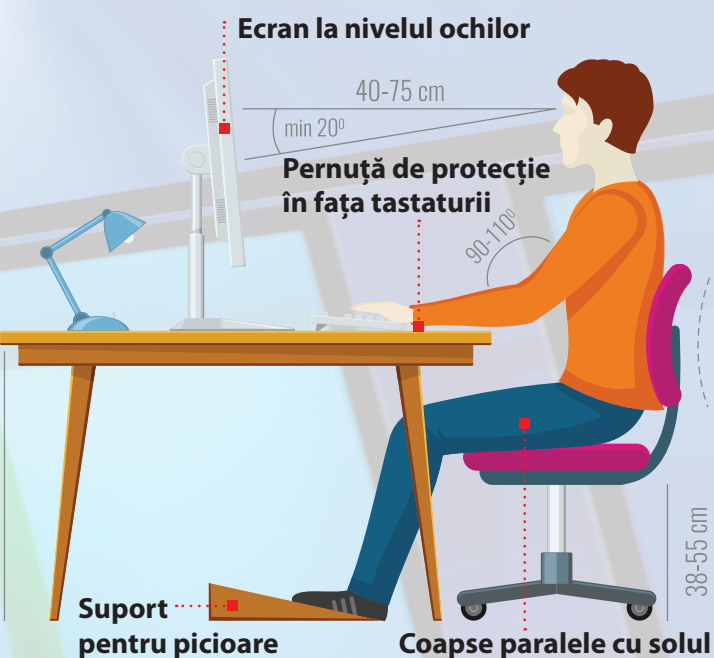 Ecran la nivelul ochilor
40-75 cm
min 20⁰
Pernuță de protecție
în fața tastaturii
90-110⁰
38-55 cm
Suport
pentru picioare
Coapse paralele cu solul